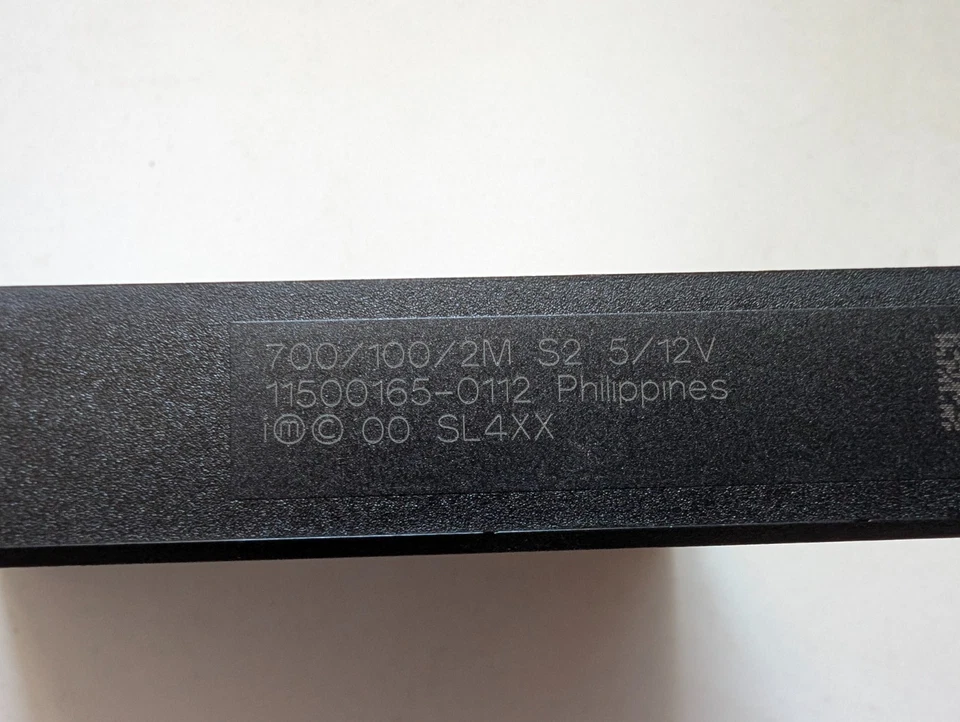 700/100/2M S2 5/12V
11500165-0112 Philippines
i ⓜ © 00 SL4XX